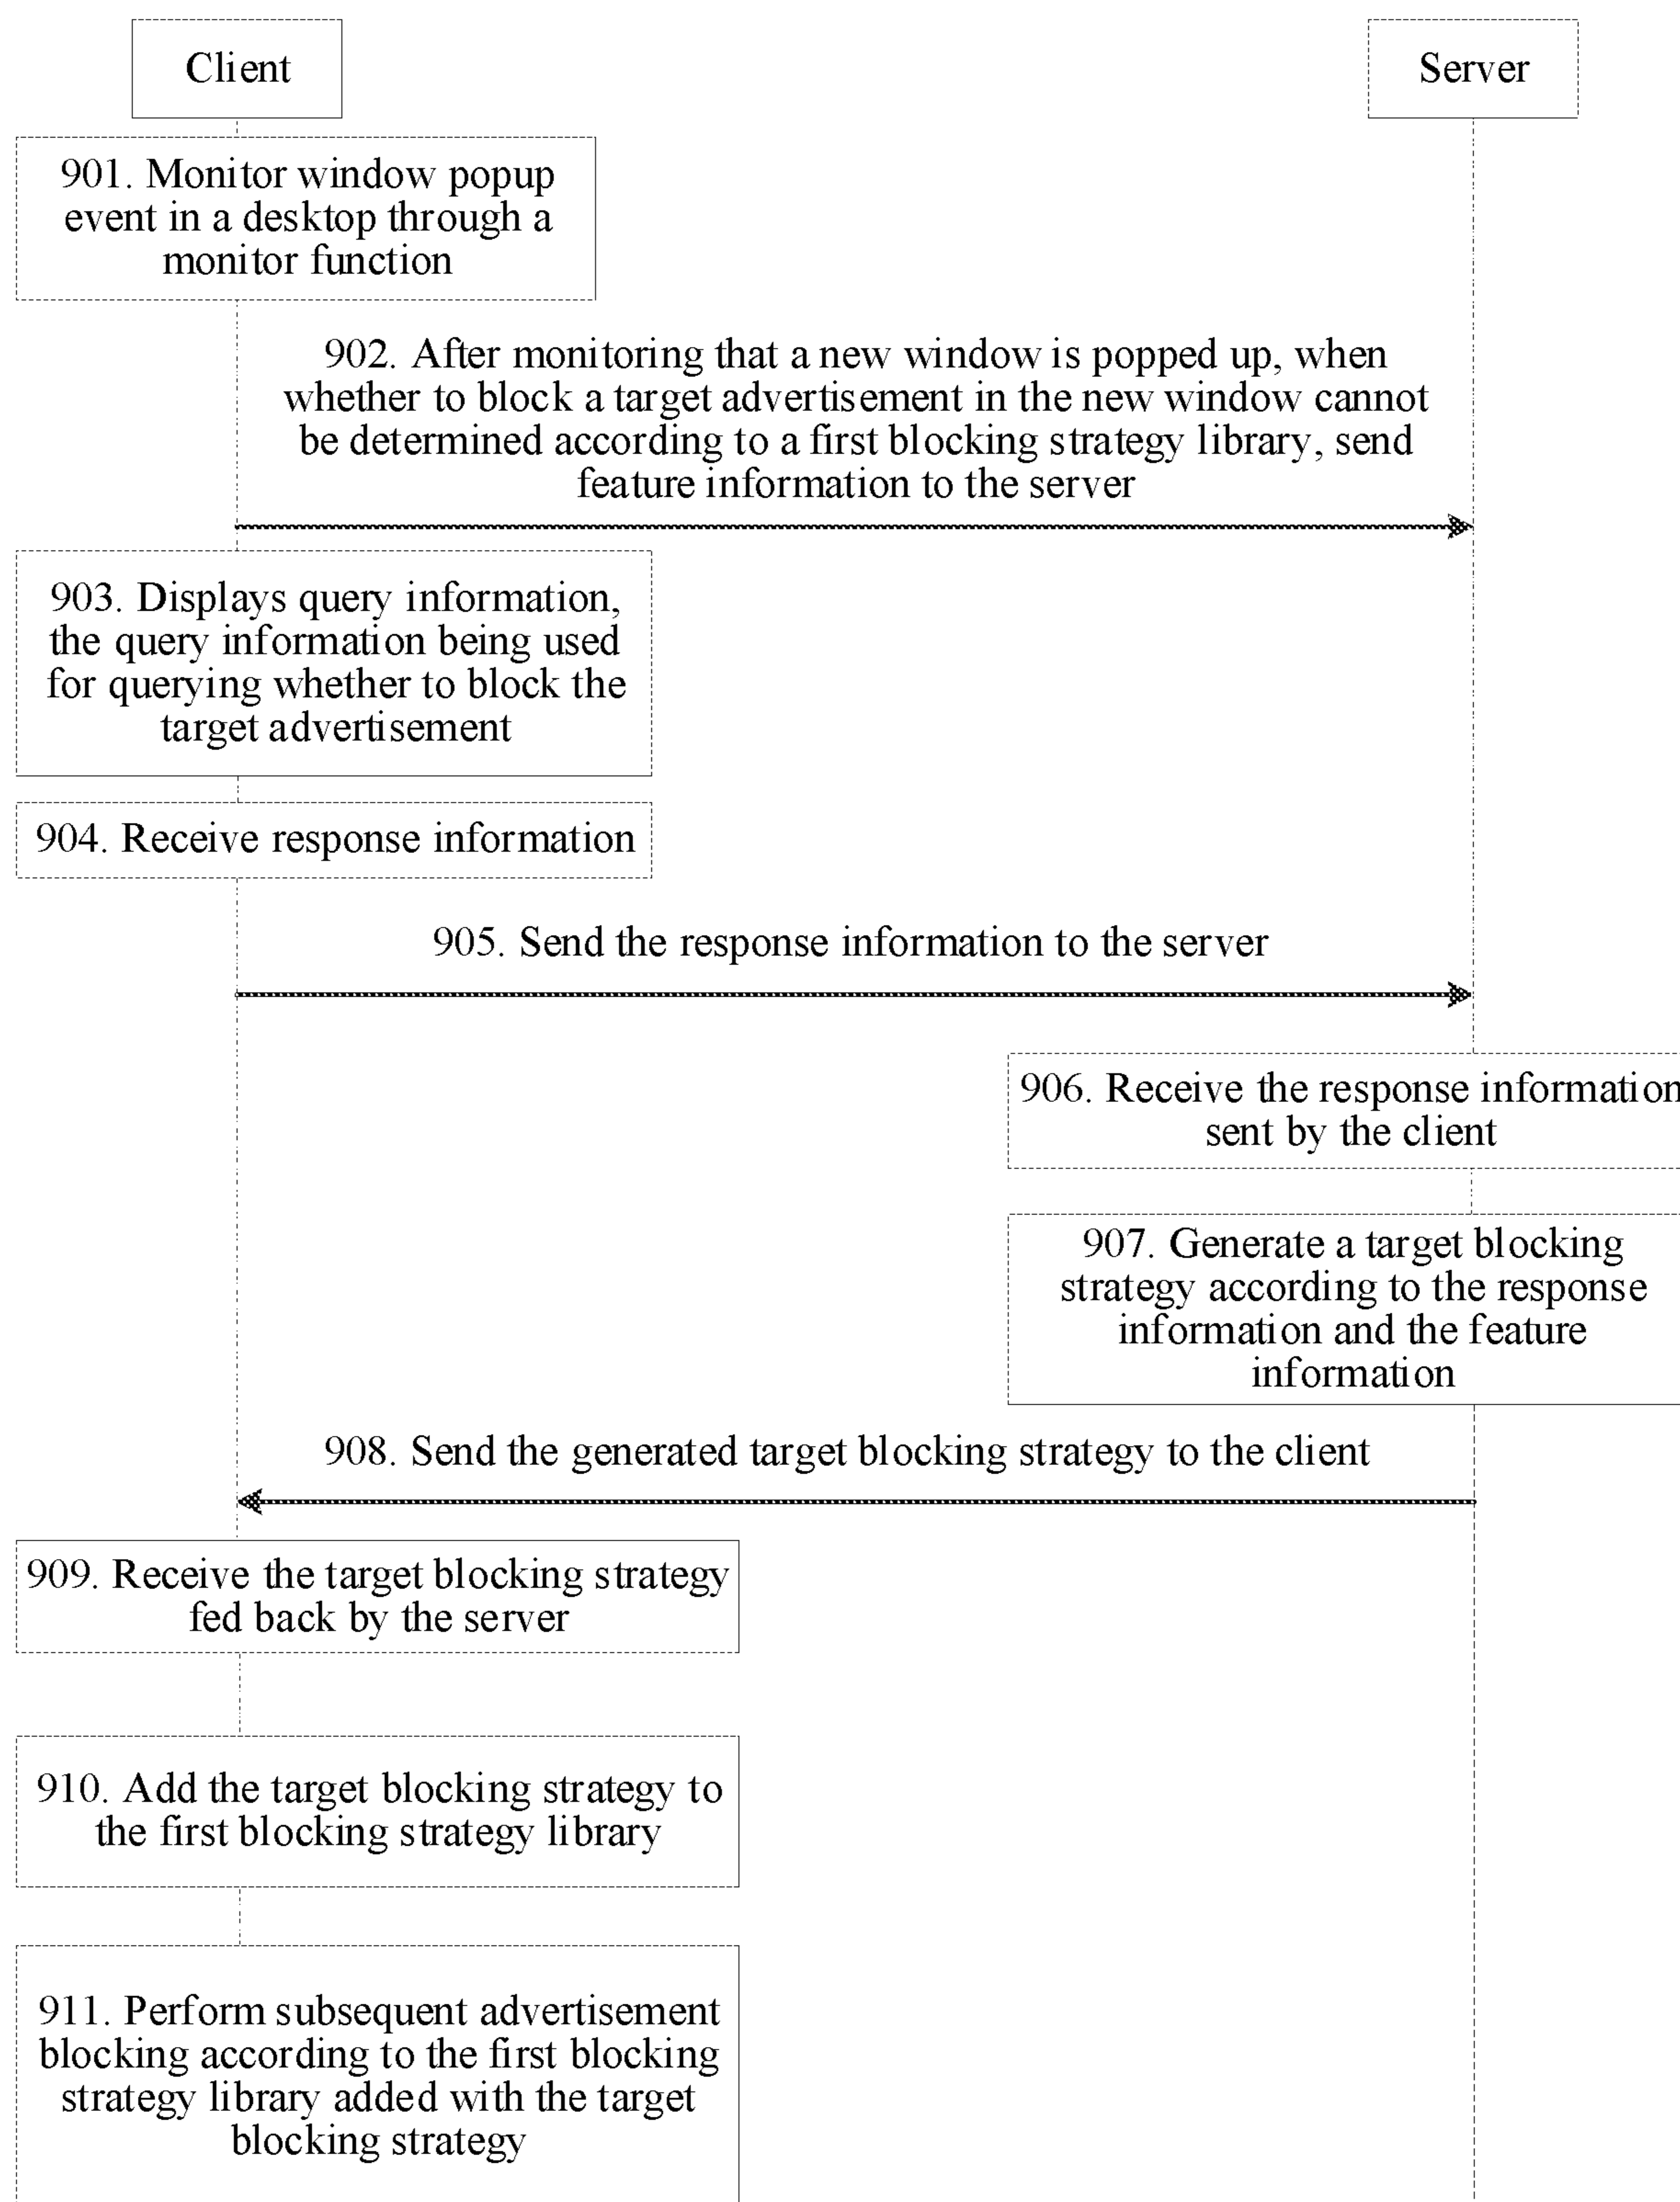 Client
Server
901. Monitor window popup
event in a desktop through a
monitor function
902. After monitoring that a new window is popped up, when
whether to block a target advertisement in the new window cannot
be determined according to a first blocking strategy library, send
feature information to the server
903. Displays query information,
the query information being used
for querying whether to block the
target advertisement
904. Receive response information
905. Send the response information to the server
906. Receive the response information
sent by the client
907. Generate a target blocking
strategy according to the response
information and the feature
information
908. Send the generated target blocking strategy to the client
909. Receive the target blocking strategy
fed back by the server
910. Add the target blocking strategy to
the first blocking strategy library
911. Perform subsequent advertisement
blocking according to the first blocking
strategy library added with the target
blocking strategy